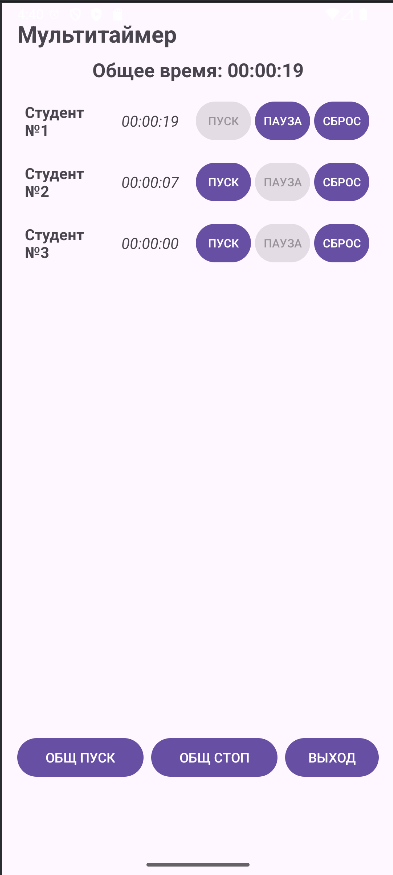 Мультитаймер
Общее время: 00:00:19
Студент
№1
00:00:19 ПУСК ПАУЗА СБРОС
Студент
№2
00:00:07 ПУСК ПАУЗА СБРОС
Студент
№3
00:00:00 ПУСК ПАУЗА СБРОС
ОБЩ ПУСК ОБЩ СТОП ВЫХОД